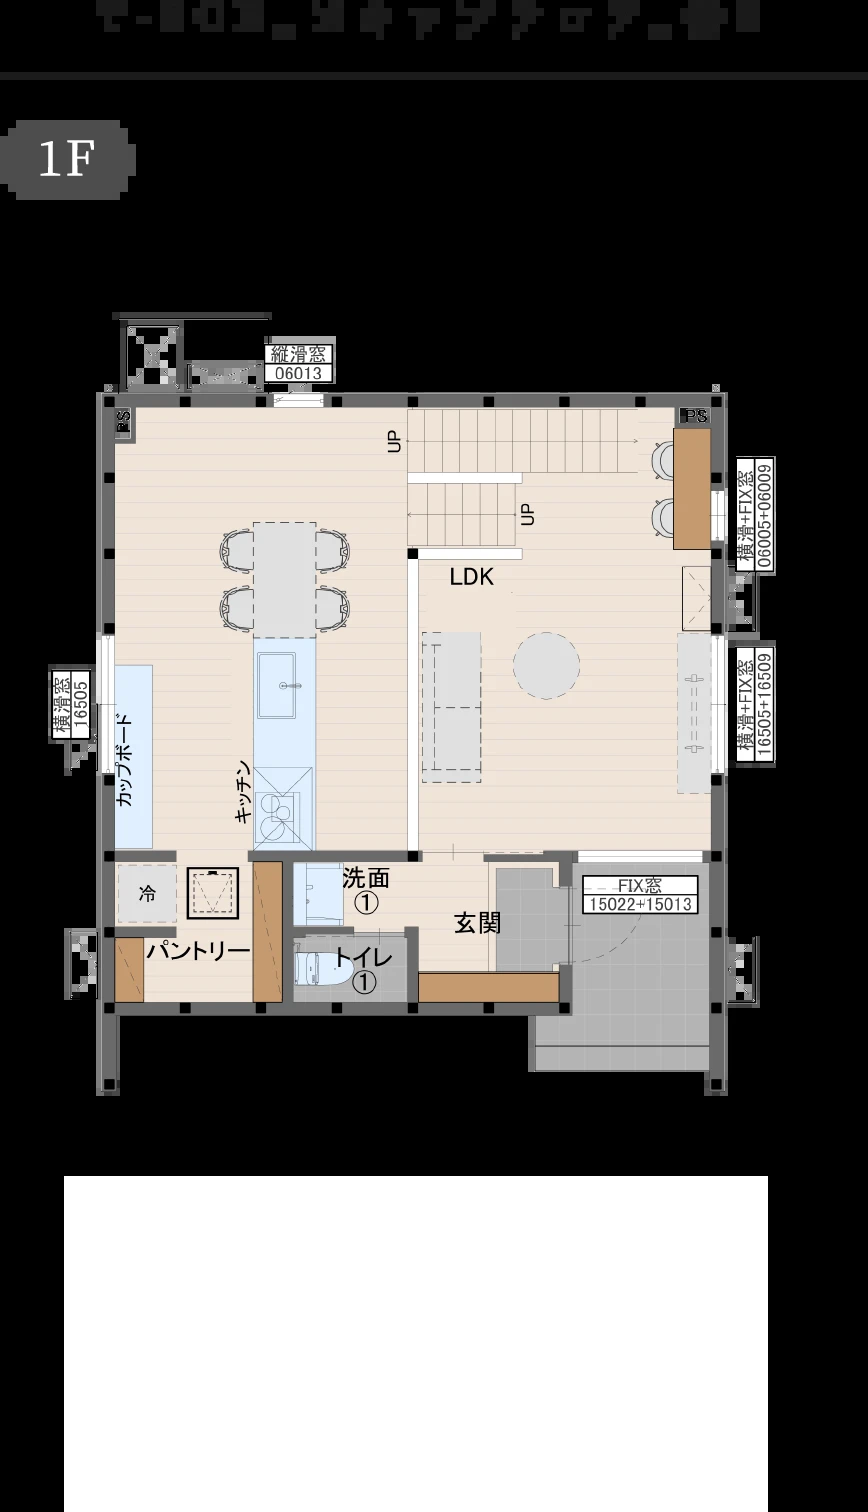 1F
縦滑窓
06013
PS
PS
UP
UP
横滑+FIX窓
06005+06009
LDK
横滑窓
16505
カップボード
キッチン
横滑+FIX窓
16505+16509
冷
洗面
①
FIX窓
15022+15013
玄関
パントリー
トイレ
①